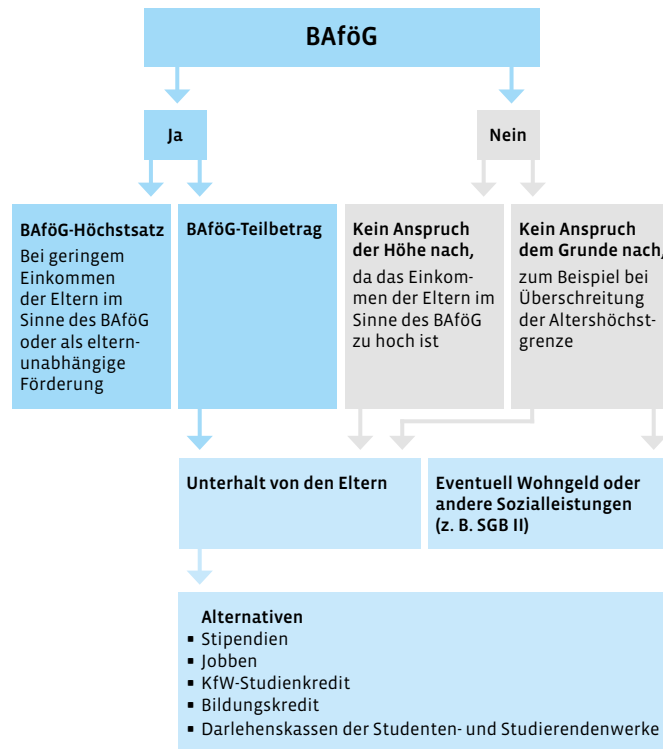 BAföG
Ja
Nein
BAföG-Höchstsatz
Bei geringem
Einkommen
der Eltern im
Sinne des BAföG
oder als eltern-
unabhängige
Förderung
BAföG-Teilbetrag
Kein Anspruch
der Höhe nach,
da das Einkom-
men der Eltern im
Sinne des BAföG
zu hoch ist
Kein Anspruch
dem Grunde nach,
zum Beispiel bei
Überschreitung
der Altershöchst-
grenze
Unterhalt von den Eltern
Eventuell Wohngeld oder
andere Sozialleistungen
(z. B. SGB II)
Alternativen
▪ Stipendien
▪ Jobben
▪ KfW-Studienkredit
▪ Bildungskredit
▪ Darlehenskassen der Studenten- und Studierendenwerke